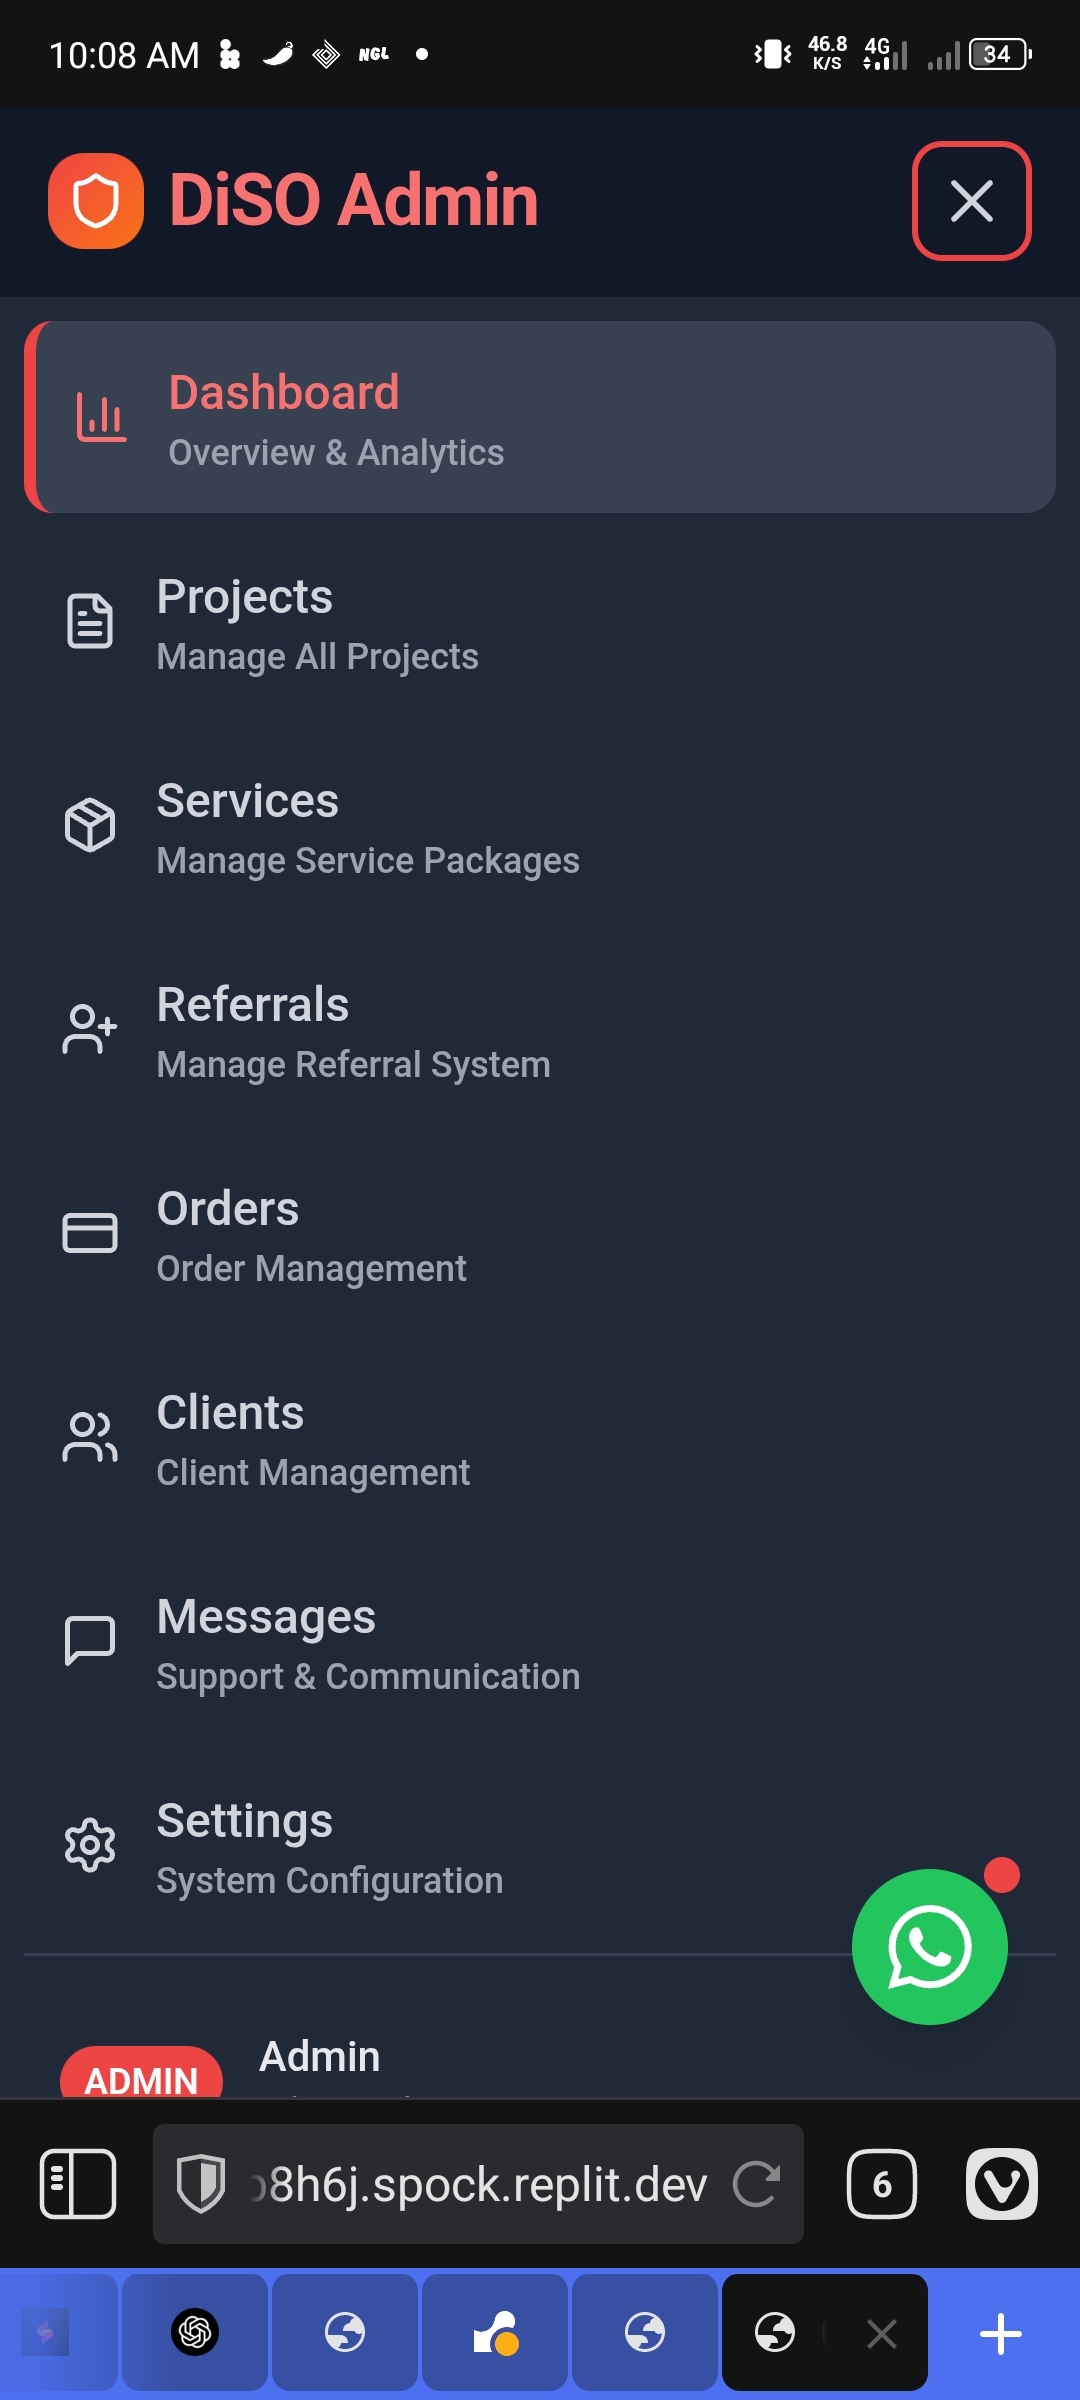 10:08 AM
NGL
46.8
K/S
4G
34
DiSO Admin
Dashboard
Overview & Analytics
Projects
Manage All Projects
Services
Manage Service Packages
Referrals
Manage Referral System
Orders
Order Management
Clients
Client Management
Messages
Support & Communication
Settings
System Configuration
ADMIN
Admin
8h6j.spock.replit.dev
6